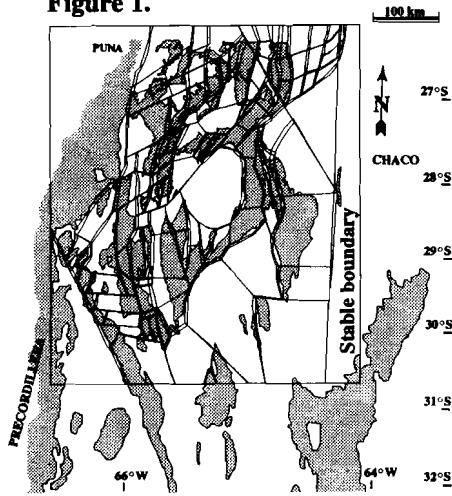 Figure 1.
100 km
PUNA
27°S
N
CHACO
28°S
Stable boundary
29°S
30°S
PRECORDILLERA
31°S
66°W
64°W
32°S